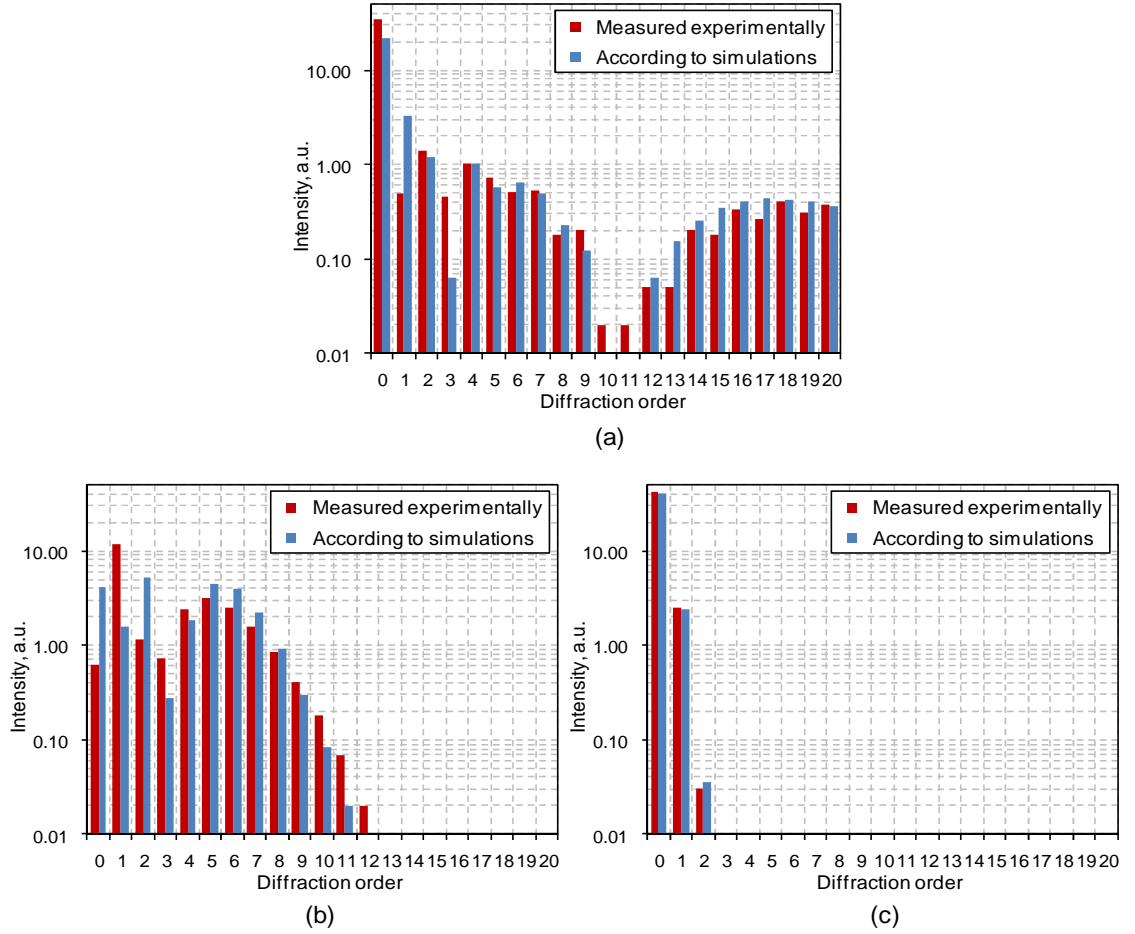 Measured experimentally
According to simulations
Intensity, a.u.
10.00
1.00
0.10
0.01
0 1 2 3 4 5 6 7 8 9 10 11 12 13 14 15 16 17 18 19 20
Diffraction order
(a)
Measured experimentally
According to simulations
Intensity, a.u.
10.00
1.00
0.10
0.01
0 1 2 3 4 5 6 7 8 9 10 11 12 13 14 15 16 17 18 19 20
Diffraction order
(b)
Measured experimentally
According to simulations
Intensity, a.u.
10.00
1.00
0.10
0.01
0 1 2 3 4 5 6 7 8 9 10 11 12 13 14 15 16 17 18 19 20
Diffraction order
(c)